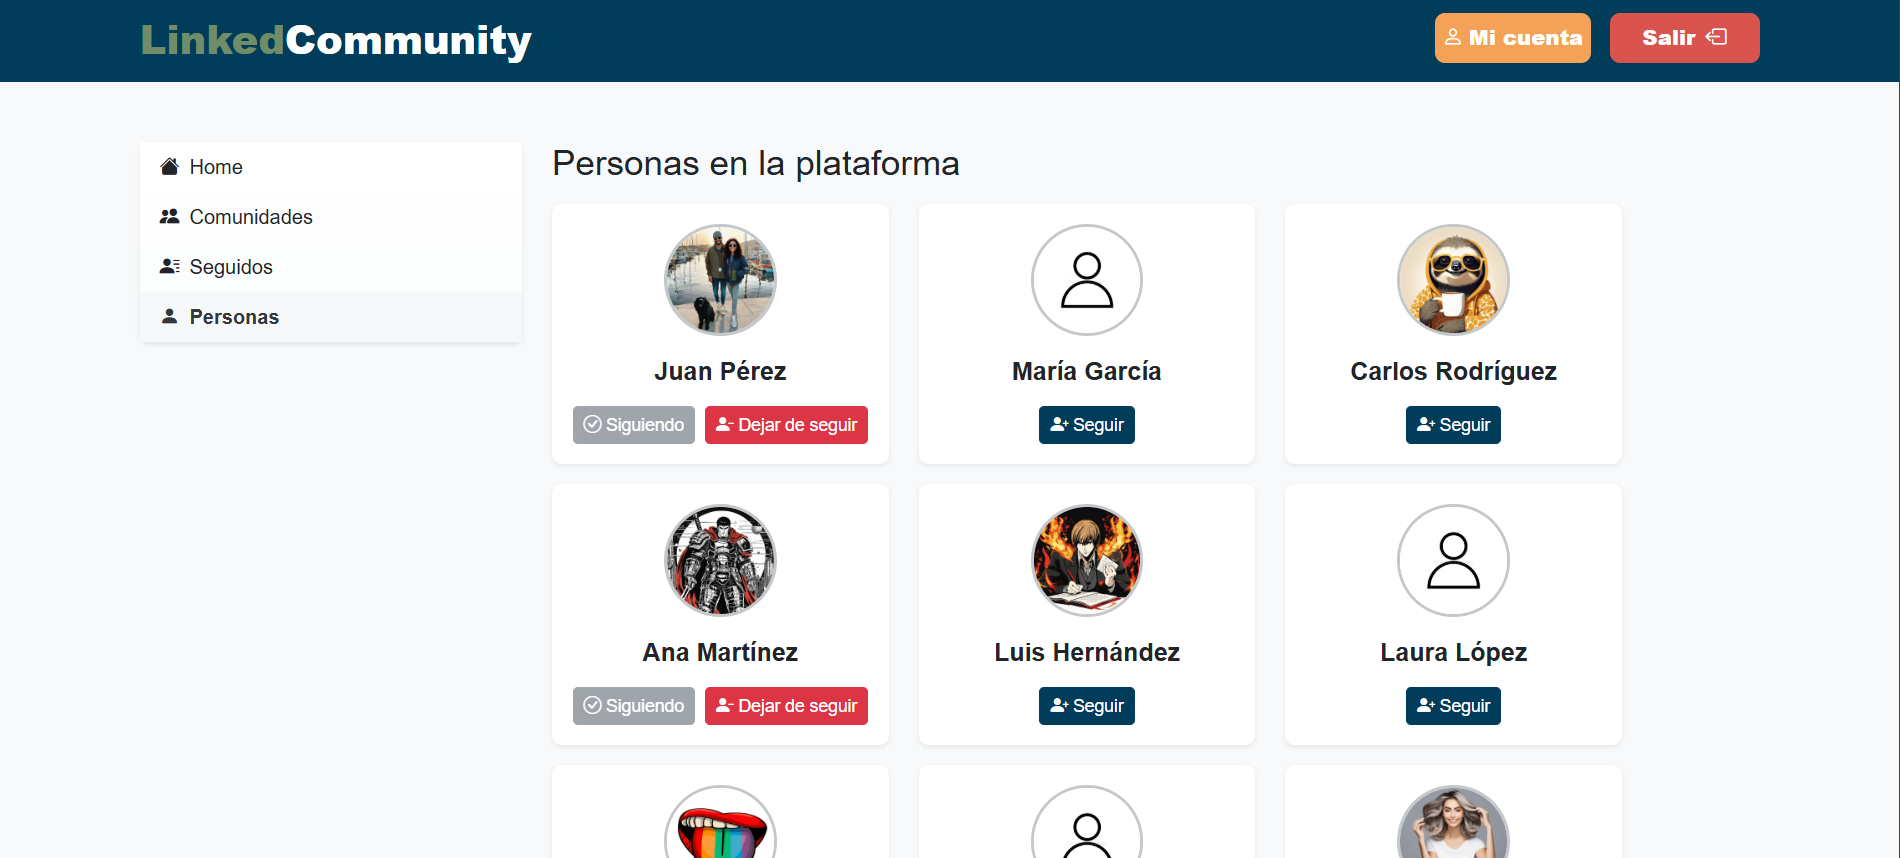 LinkedCommunity
Mi cuenta
Salir
Home
Comunidades
Seguidos
Personas
Personas en la plataforma
Juan Pérez
Siguiendo
Dejar de seguir
María García
Seguir
Carlos Rodríguez
Seguir
Ana Martínez
Siguiendo
Dejar de seguir
Luis Hernández
Seguir
Laura López
Seguir